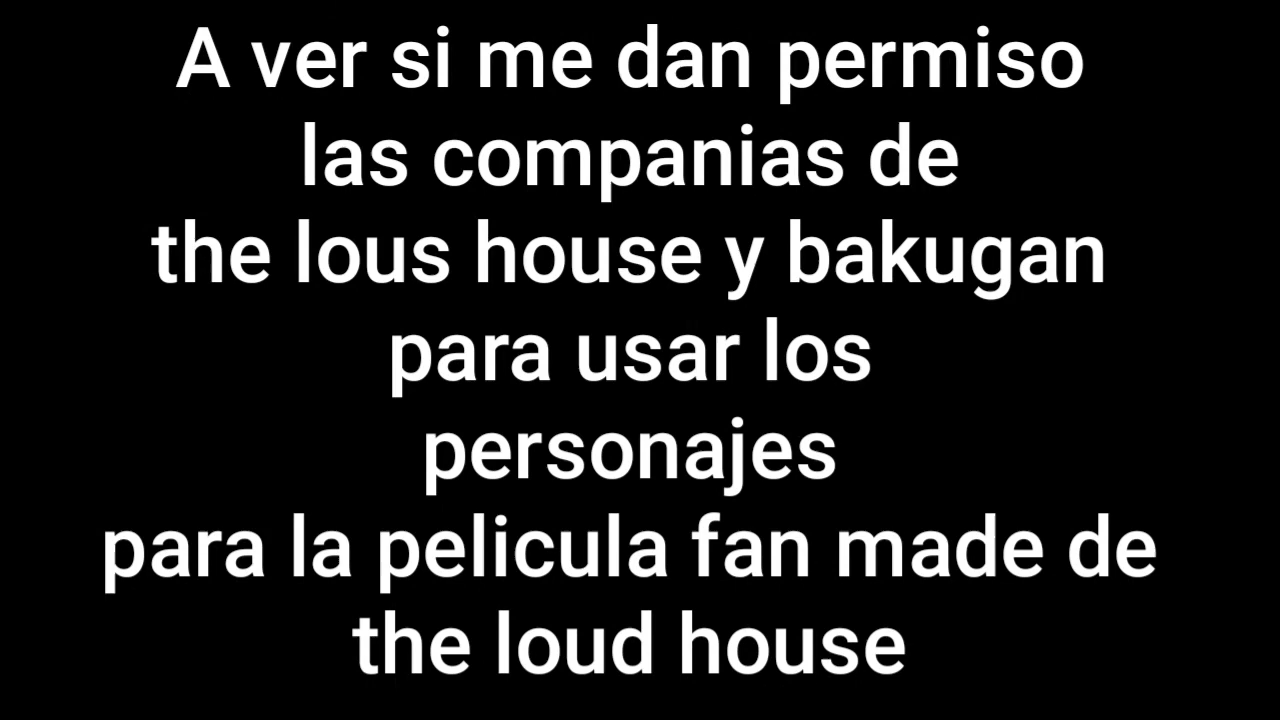 A ver si me dan permiso
las companias de
the lous house y bakugan
para usar los
personajes
para la pelicula fan made de
the loud house